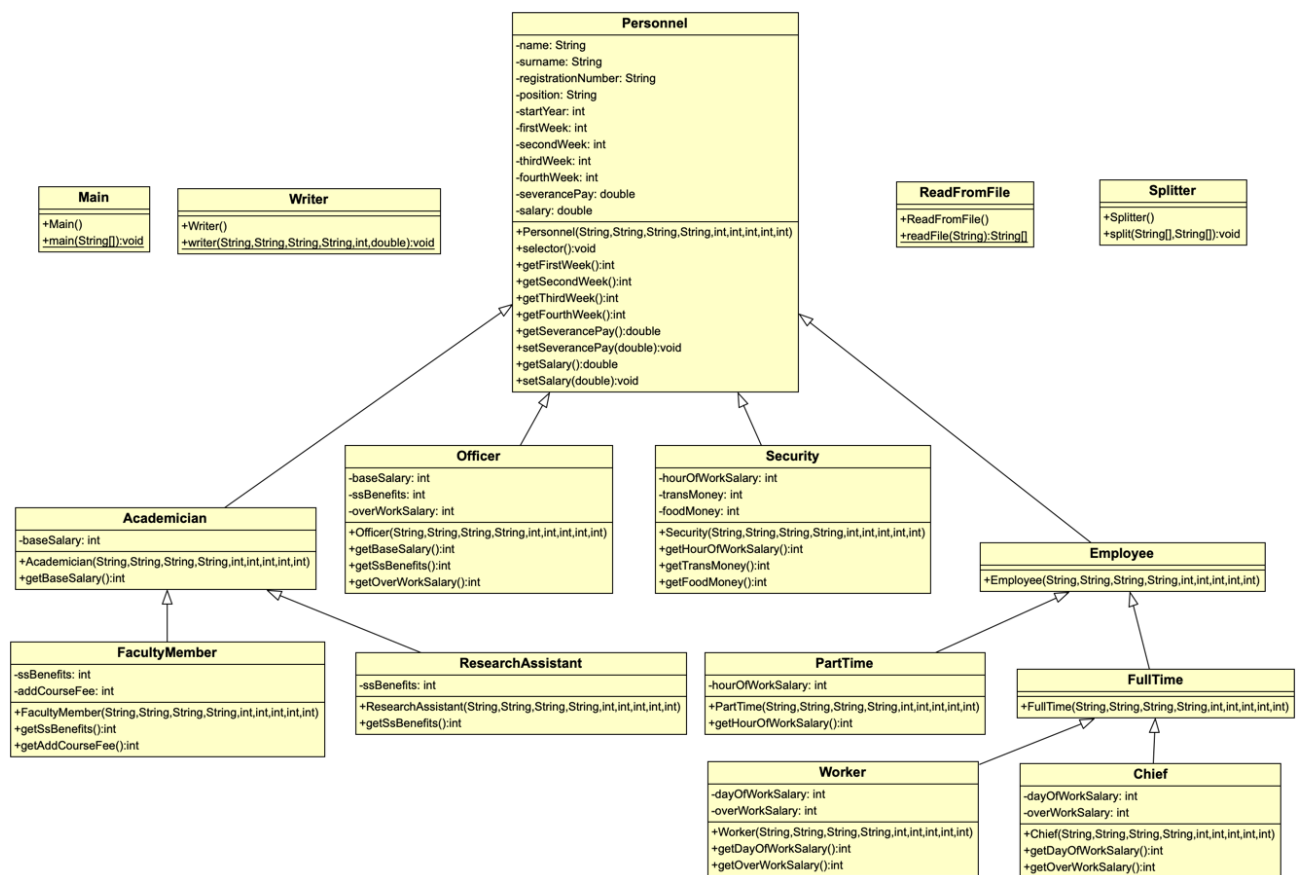 Personnel
-name: String
-surname: String
-registrationNumber: String
-position: String
-startYear: int
-firstWeek: int
-secondWeek: int
-thirdWeek: int
-fourthWeek: int
-severancePay: double
-salary: double
+Personnel(String,String,String,String,int,int,int,int,int)
+selector():void
+getFirstWeek():int
+getSecondWeek():int
+getThirdWeek():int
+getFourthWeek():int
+getSeverancePay():double
+setSeverancePay(double):void
+getSalary():double
+setSalary(double):void
Main
+Main()
+main(String[]):void
Writer
+Writer()
+writer(String,String,String,String,int,double):void
ReadFromFile
+ReadFromFile()
+readFile(String):String[]
Splitter
+Splitter()
+split(String[],String[]):void
Academician
-baseSalary: int
+Academician(String,String,String,String,int,int,int,int,int)
+getBaseSalary():int
Officer
-baseSalary: int
-ssBenefits: int
-overWorkSalary: int
+Officer(String,String,String,String,int,int,int,int,int)
+getBaseSalary():int
+getSsBenefits():int
+getOverWorkSalary():int
Security
-hourOfWorkSalary: int
-transMoney: int
-foodMoney: int
+Security(String,String,String,String,int,int,int,int,int)
+getHourOfWorkSalary():int
+getTransMoney():int
+getFoodMoney():int
Employee
+Employee(String,String,String,String,int,int,int,int,int)
FacultyMember
-ssBenefits: int
-addCourseFee: int
+FacultyMember(String,String,String,String,int,int,int,int,int)
+getSsBenefits():int
+getAddCourseFee():int
ResearchAssistant
-ssBenefits: int
+ResearchAssistant(String,String,String,String,int,int,int,int,int)
+getSsBenefits():int
PartTime
-hourOfWorkSalary: int
+PartTime(String,String,String,String,int,int,int,int,int)
+getHourOfWorkSalary():int
FullTime
+FullTime(String,String,String,String,int,int,int,int,int)
Worker
-dayOfWorkSalary: int
-overWorkSalary: int
+Worker(String,String,String,String,int,int,int,int,int)
+getDayOfWorkSalary():int
+getOverWorkSalary():int
Chief
-dayOfWorkSalary: int
-overWorkSalary: int
+Chief(String,String,String,String,int,int,int,int,int)
+getDayOfWorkSalary():int
+getOverWorkSalary():int